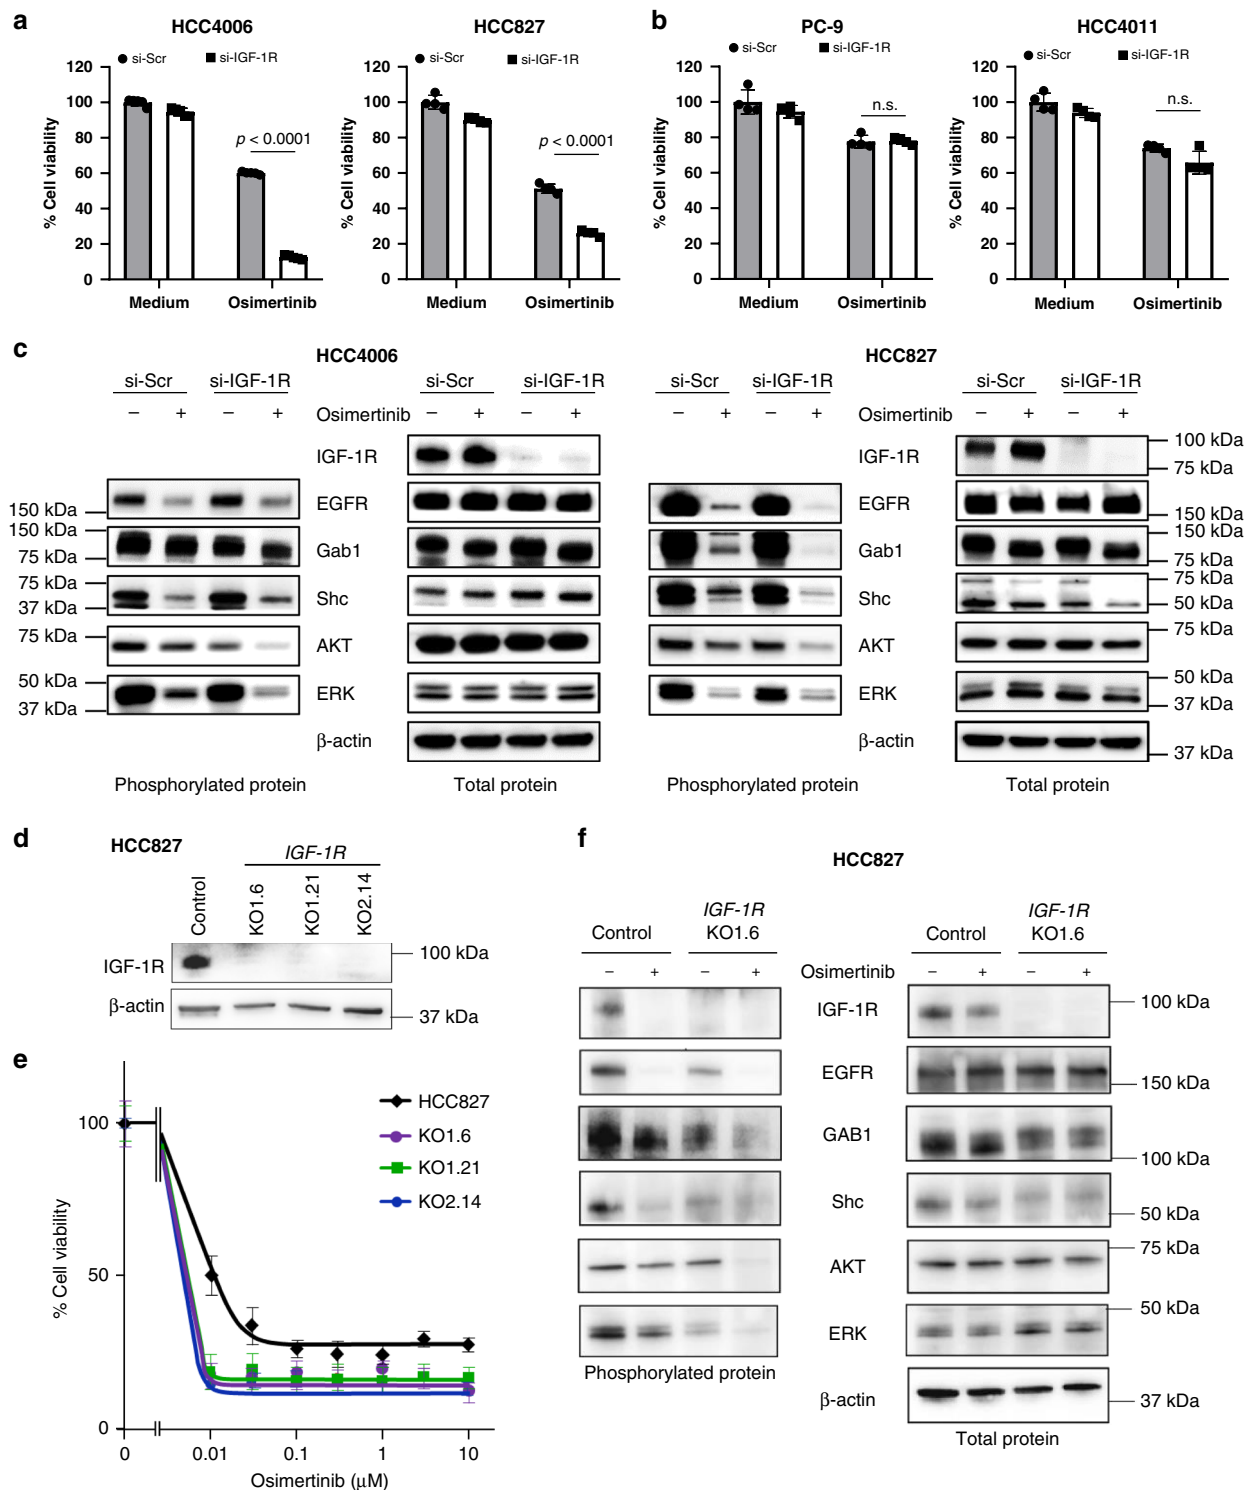 a
HCC4006
si-Scr si-IGF-1R
% Cell viability
120
100
80
60
40
20
0
p < 0.0001
Medium Osimertinib
HCC827
si-Scr si-IGF-1R
% Cell viability
120
100
80
60
40
20
0
p < 0.0001
Medium Osimertinib
b
PC-9
si-Scr si-IGF-1R
% Cell viability
120
100
80
60
40
20
0
n.s.
Medium Osimertinib
HCC4011
si-Scr si-IGF-1R
% Cell viability
120
100
80
60
40
20
0
n.s.
Medium Osimertinib
c
HCC4006
si-Scr si-IGF-1R si-Scr si-IGF-1R
– + – + Osimertinib – + – +
IGF-1R
150 kDa EGFR
150 kDa
75 kDa Gab1
75 kDa
37 kDa Shc
75 kDa AKT
50 kDa
37 kDa ERK
β-actin
Phosphorylated protein Total protein
HCC827
si-Scr si-IGF-1R si-Scr si-IGF-1R
– + – + Osimertinib – + – +
IGF-1R 100 kDa
75 kDa
EGFR 150 kDa
Gab1 150 kDa
75 kDa
Shc 75 kDa
50 kDa
AKT 75 kDa
ERK 50 kDa
37 kDa
β-actin 37 kDa
Phosphorylated protein Total protein
d
HCC827 IGF-1R
Control KO1.6 KO1.21 KO2.14
IGF-1R 100 kDa
β-actin 37 kDa
e
% Cell viability
100
50
0
HCC827
KO1.6
KO1.21
KO2.14
0 0.01 0.1 1 10
Osimertinib (μM)
f
HCC827
Control IGF-1R KO1.6 Control IGF-1R KO1.6
– + – + Osimertinib – + – +
IGF-1R 100 kDa
EGFR 150 kDa
GAB1 100 kDa
Shc 50 kDa
AKT 75 kDa
ERK 50 kDa
Phosphorylated protein
β-actin 37 kDa
Total protein